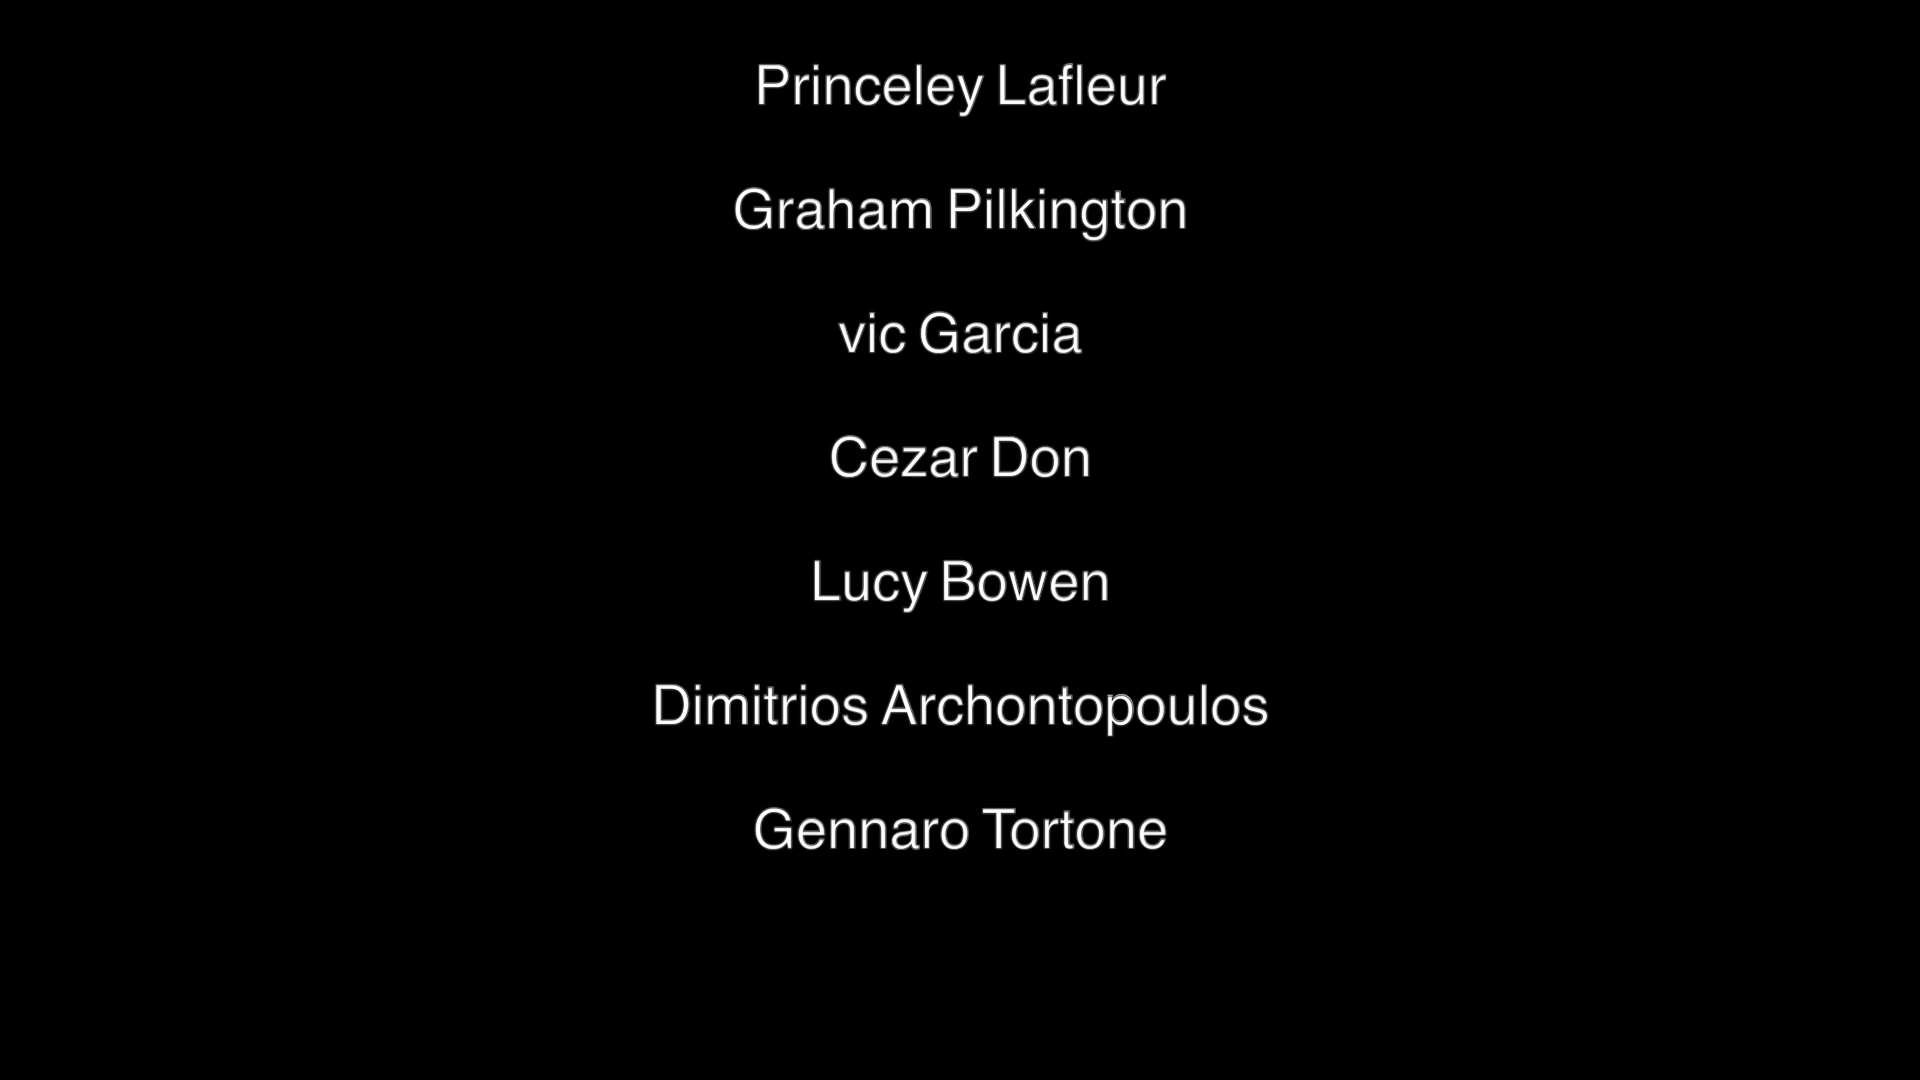 Princeley Lafleur
Graham Pilkington
vic Garcia
Cezar Don
Lucy Bowen
Dimitrios Archontopoulos
Gennaro Tortone